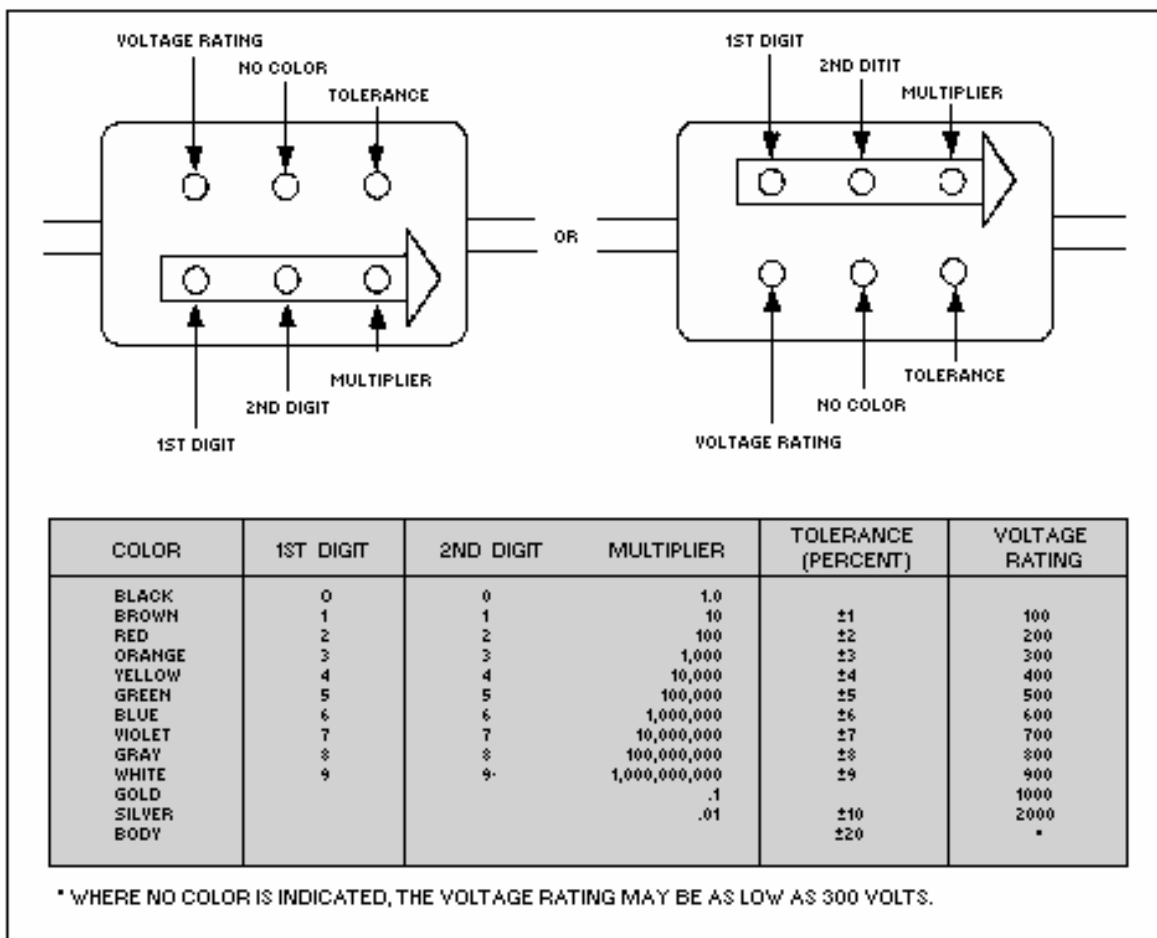 VOLTAGE RATING
NO COLOR
TOLERANCE
1ST DIGIT
2ND DITIT
MULTIPLIER
OR
MULTIPLIER
2ND DIGIT
1ST DIGIT
TOLERANCE
NO COLOR
VOLTAGE RATING
COLOR 1ST DIGIT 2ND DIGIT MULTIPLIER TOLERANCE (PERCENT) VOLTAGE RATING
BLACK 0 0 1.0
BROWN 1 1 10 ±1 100
RED 2 2 100 ±2 200
ORANGE 3 3 1,000 ±3 300
YELLOW 4 4 10,000 ±4 400
GREEN 5 5 100,000 ±5 500
BLUE 6 6 1,000,000 ±6 600
VIOLET 7 7 10,000,000 ±7 700
GRAY 8 8 100,000,000 ±8 800
WHITE 9 9· 1,000,000,000 ±9 900
GOLD .1 1000
SILVER .01 ±10 2000
BODY ±20 *
* WHERE NO COLOR IS INDICATED, THE VOLTAGE RATING MAY BE AS LOW AS 300 VOLTS.